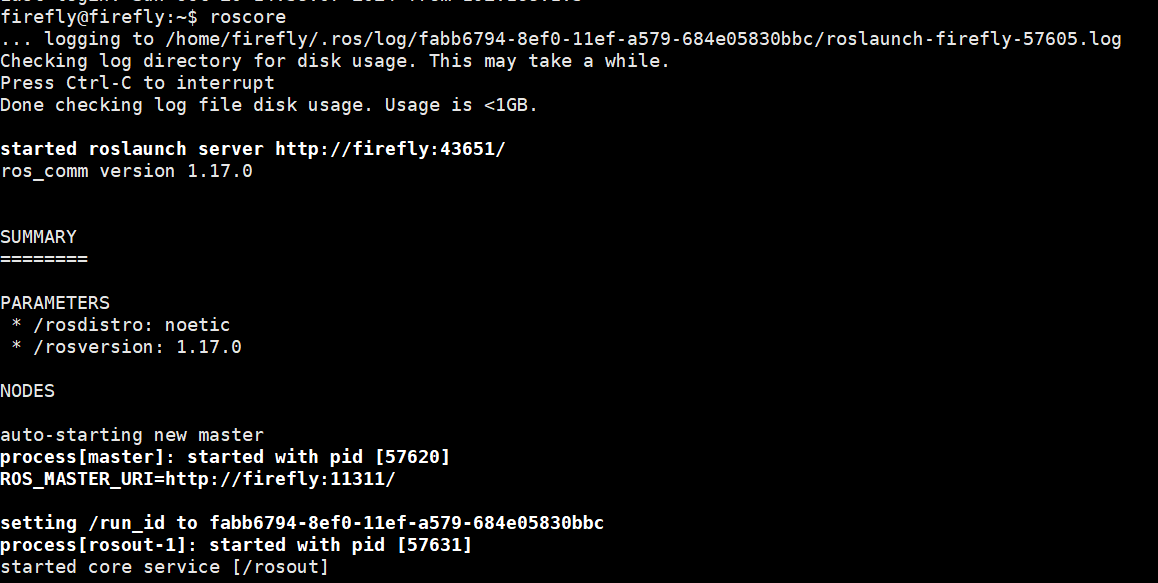 firefly@firefly:~$ roscore
... logging to /home/firefly/.ros/log/fabb6794-8ef0-11ef-a579-684e05830bbc/roslaunch-firefly-57605.log
Checking log directory for disk usage. This may take a while.
Press Ctrl-C to interrupt
Done checking log file disk usage. Usage is <1GB.
started roslaunch server http://firefly:43651/
ros_comm version 1.17.0
SUMMARY
========
PARAMETERS
* /rosdistro: noetic
* /rosversion: 1.17.0
NODES
auto-starting new master
process[master]: started with pid [57620]
ROS_MASTER_URI=http://firefly:11311/
setting /run_id to fabb6794-8ef0-11ef-a579-684e05830bbc
process[rosout-1]: started with pid [57631]
started core service [/rosout]